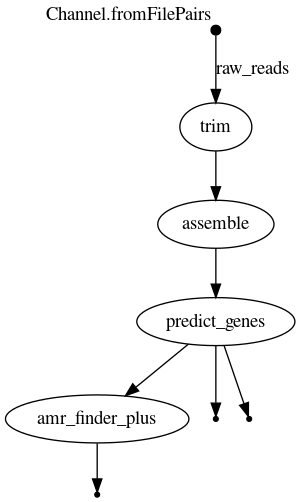 Channel.fromFilePairs
raw_reads
trim
assemble
predict_genes
amr_finder_plus